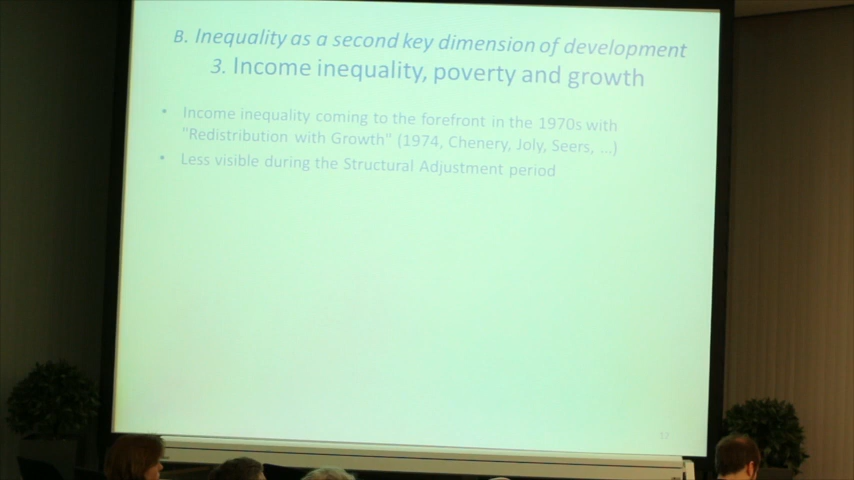 B. Inequality as a second key dimension of development
3. Income inequality, poverty and growth
• Income inequality coming to the forefront in the 1970s with
"Redistribution with Growth" (1974, Chenery, Joly, Seers, ...)
• Less visible during the Structural Adjustment period
12